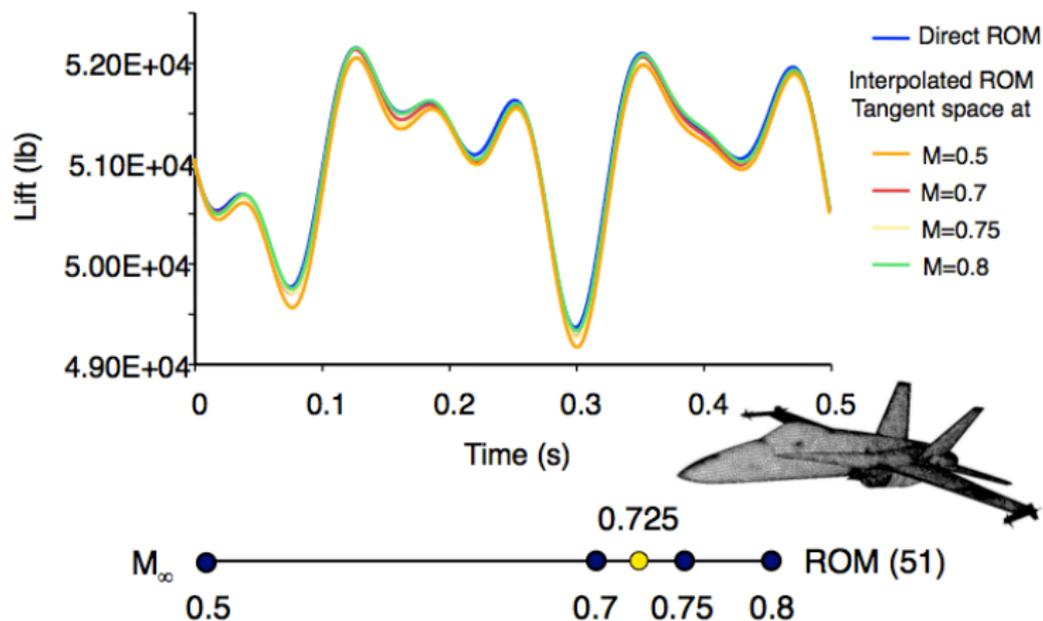 5.20E+04
5.10E+04
5.00E+04
4.90E+04
Lift (lb)
0 0.1 0.2 0.3 0.4 0.5
Time (s)
Direct ROM
Interpolated ROM
Tangent space at
M=0.5
M=0.7
M=0.75
M=0.8
0.725
M∞ ROM (51)
0.5 0.7 0.75 0.8